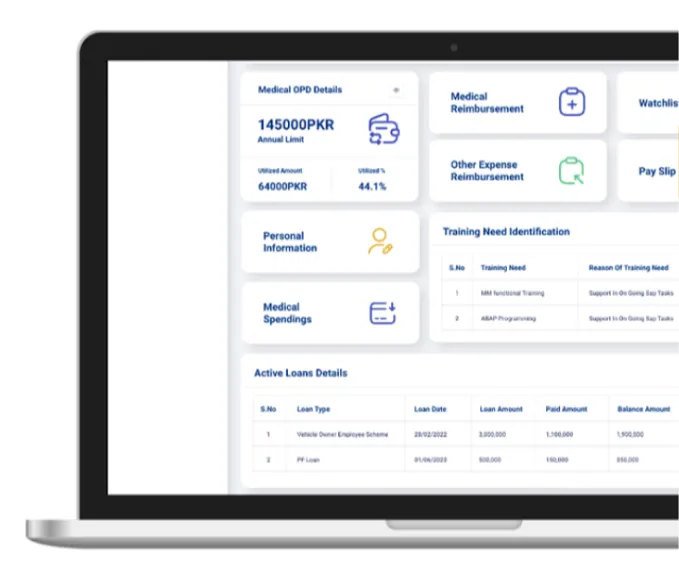 Medical OPD Details
145000PKR
Annual Limit
Utilized Amount
Utilized %
64000PKR
44.1%
Medical
Reimbursement
Watchlis
Other Expense
Reimbursement
Pay Slip
Personal
Information
Medical
Spendings
Training Need Identification
S.No Training Need Reason Of Training Need
1 MM functional Training Support In On Going Sap Tasks
2 ABAP Programming Support In On Going Sap Tasks
Active Loans Details
S.No Loan Type Loan Date Loan Amount Paid Amount Balance Amount
1 Vehicle Owner Employee Scheme 28/02/2022 3,000,000 1,100,000 1,900,000
2 PF Loan 01/06/2023 500,000 150,000 350,000